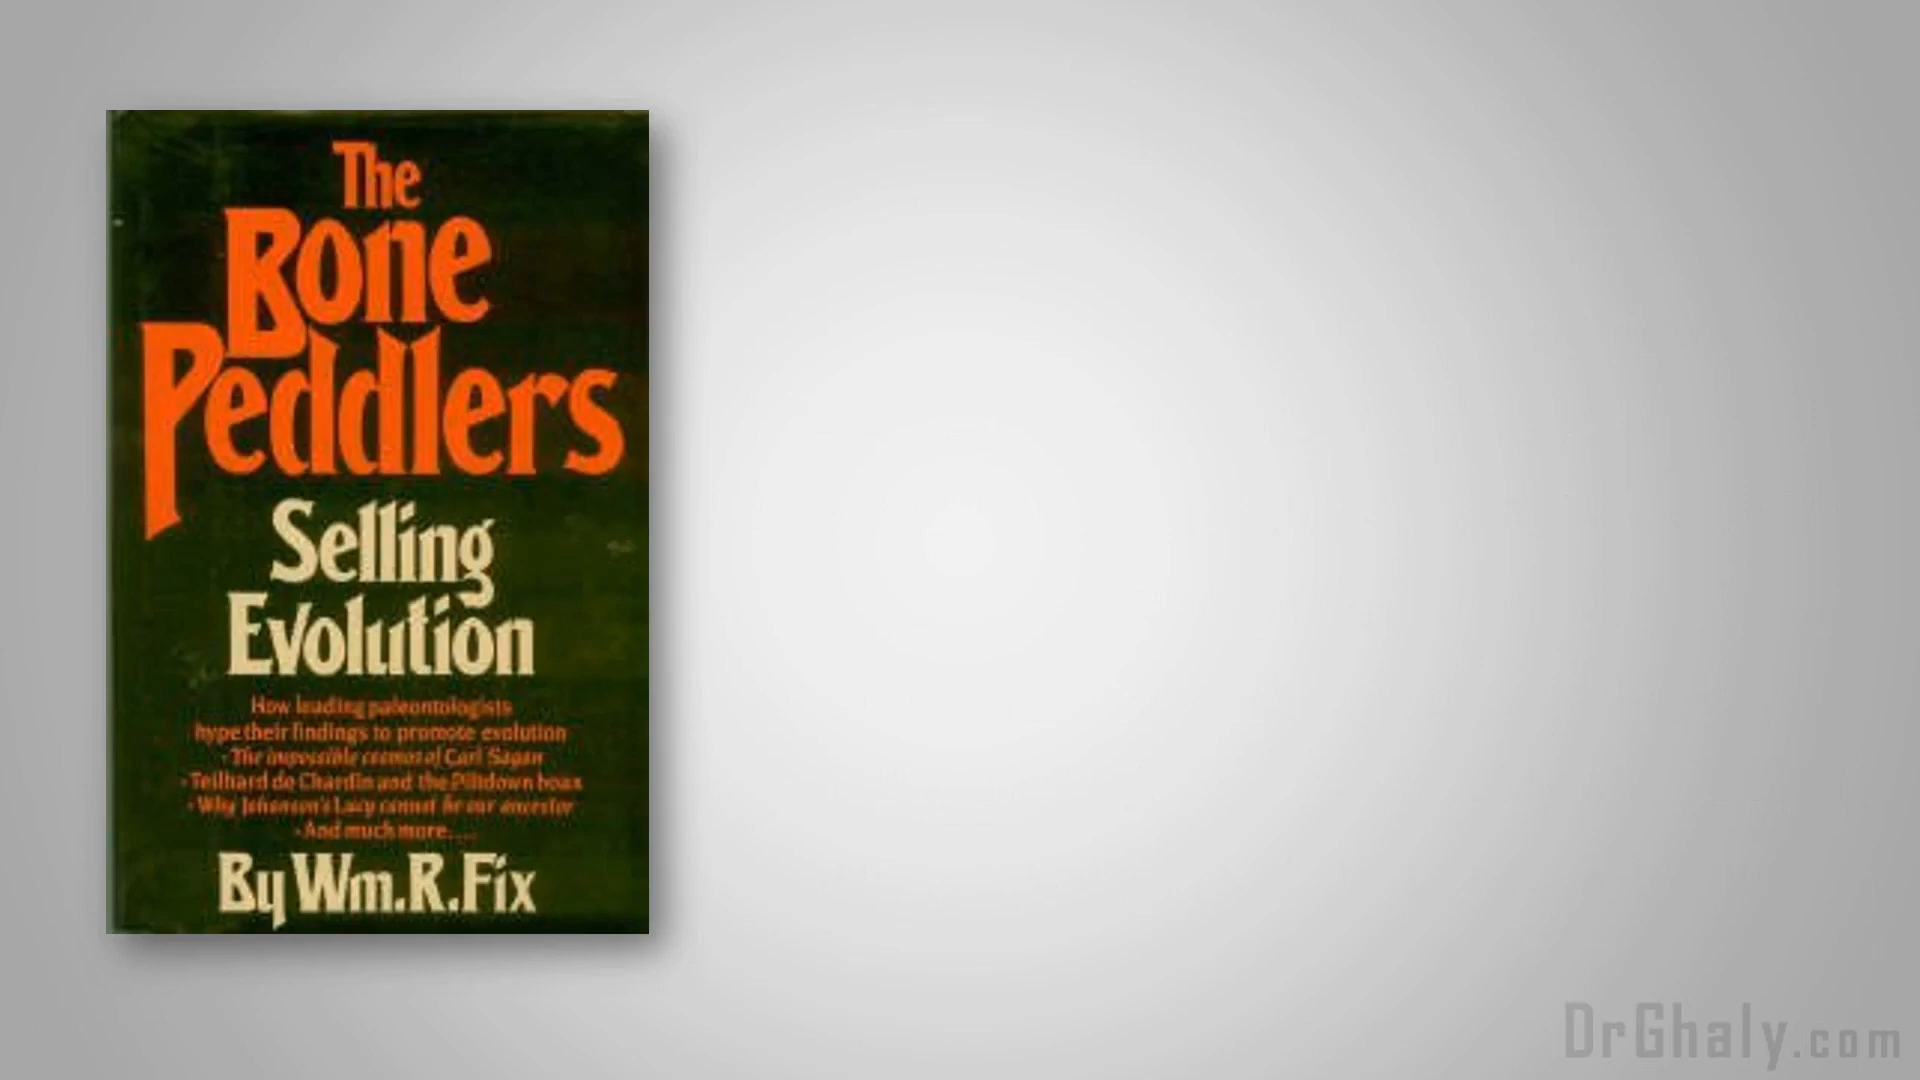 The
Bone
Peddlers
Selling
Evolution
How leading paleontologists
hype their findings to promote evolution
• The impossible cosmos of Carl Sagan
• Teilhard de Chardin and the Piltdown hoax
• Why Johanson's Lucy cannot be our ancestor
• And much more....
By Wm. R. Fix
DrGhaly.com